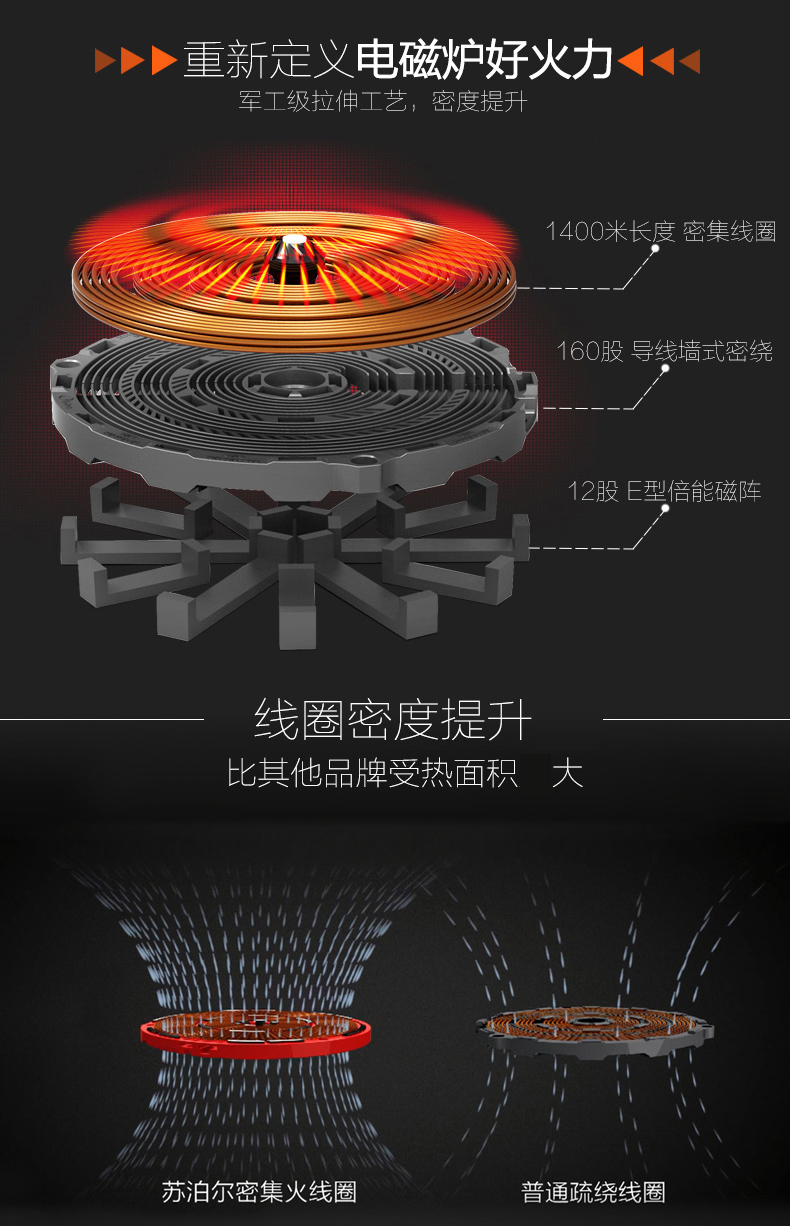 重新定义电磁炉好火力
军工级拉伸工艺，密度提升
1400米长度 密集线圈
160股 导线墙式密绕
12股 E型倍能磁阵
线圈密度提升
比其他品牌受热面积 大
苏泊尔密集火线圈
普通疏绕线圈